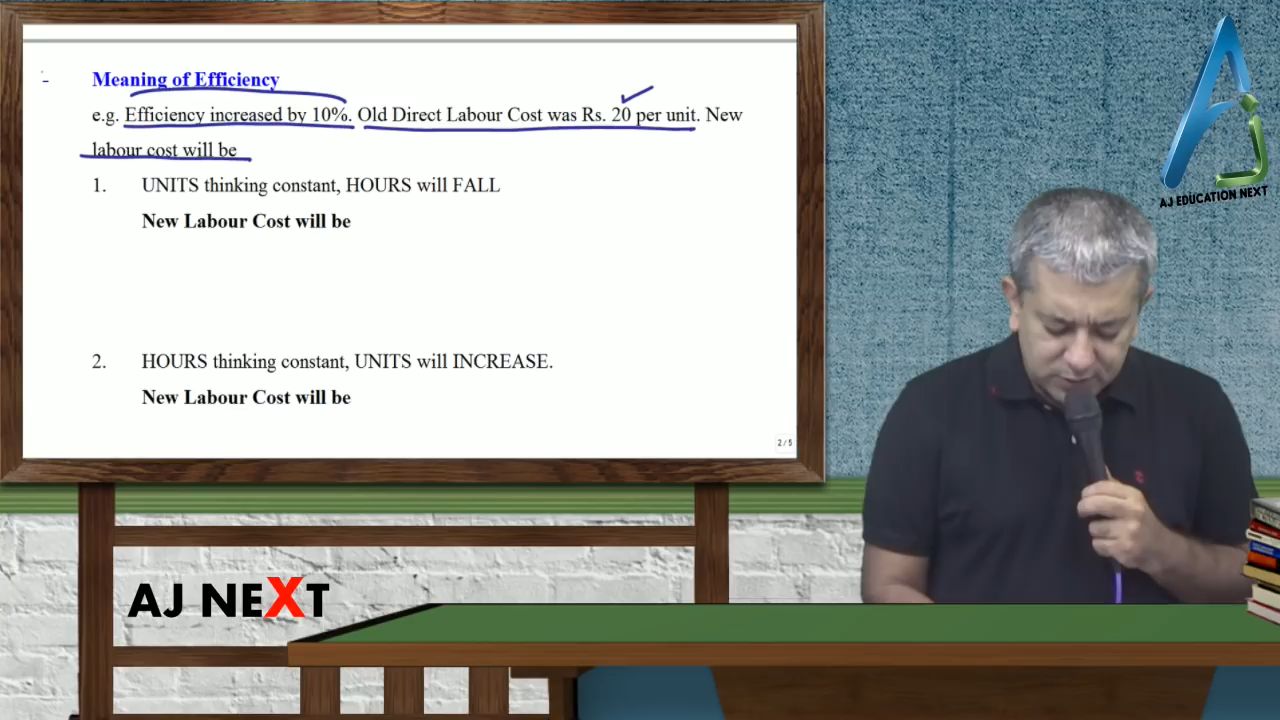 Meaning of Efficiency
e.g. Efficiency increased by 10%. Old Direct Labour Cost was Rs. 20 per unit. New
labour cost will be
1. UNITS thinking constant, HOURS will FALL
New Labour Cost will be
2. HOURS thinking constant, UNITS will INCREASE.
New Labour Cost will be
2/5
AJ EDUCATION NEXT
AJ NEXT